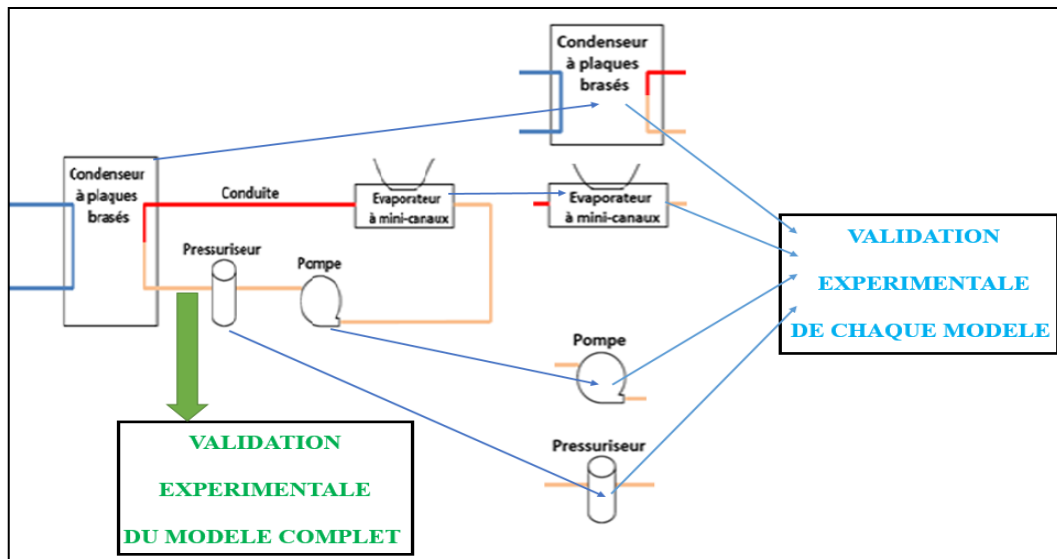 Condenseur
à plaques
brasés
Condenseur
à plaques
brasés
Conduite
Evaporateur
à mini-canaux
Evaporateur
à mini-canaux
Pressuriseur
Pompe
VALIDATION
EXPERIMENTALE
DE CHAQUE MODELE
Pompe
Pressuriseur
VALIDATION
EXPERIMENTALE
DU MODELE COMPLET